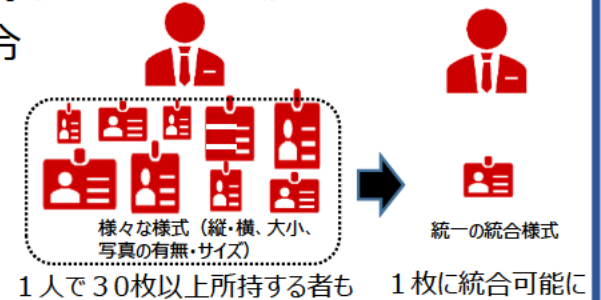 令
様々な様式（縦・横、大小、
写真の有無・サイズ）
統一の統合様式
１人で３０枚以上所持する者も
１枚に統合可能に